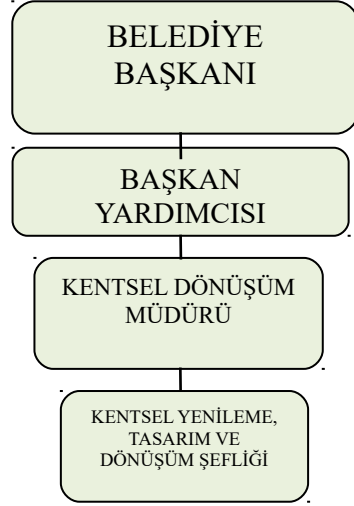 BELEDİYE
BAŞKANI
BAŞKAN
YARDIMCISI
KENTSEL DÖNÜŞÜM
MÜDÜRÜ
KENTSEL YENİLEME,
TASARIM VE
DÖNÜŞÜM ŞEFLİĞİ